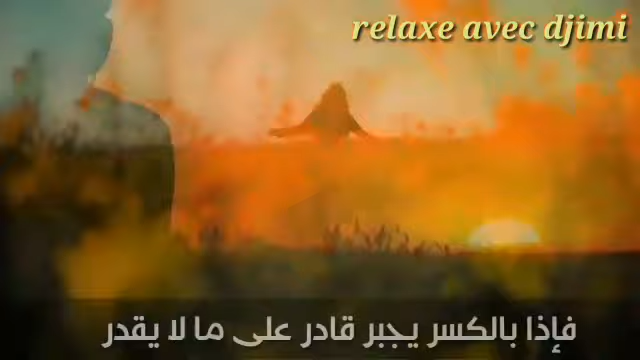 relaxe avec djimi
فإذا بالكسر يجبر قادر على ما لا يقدر